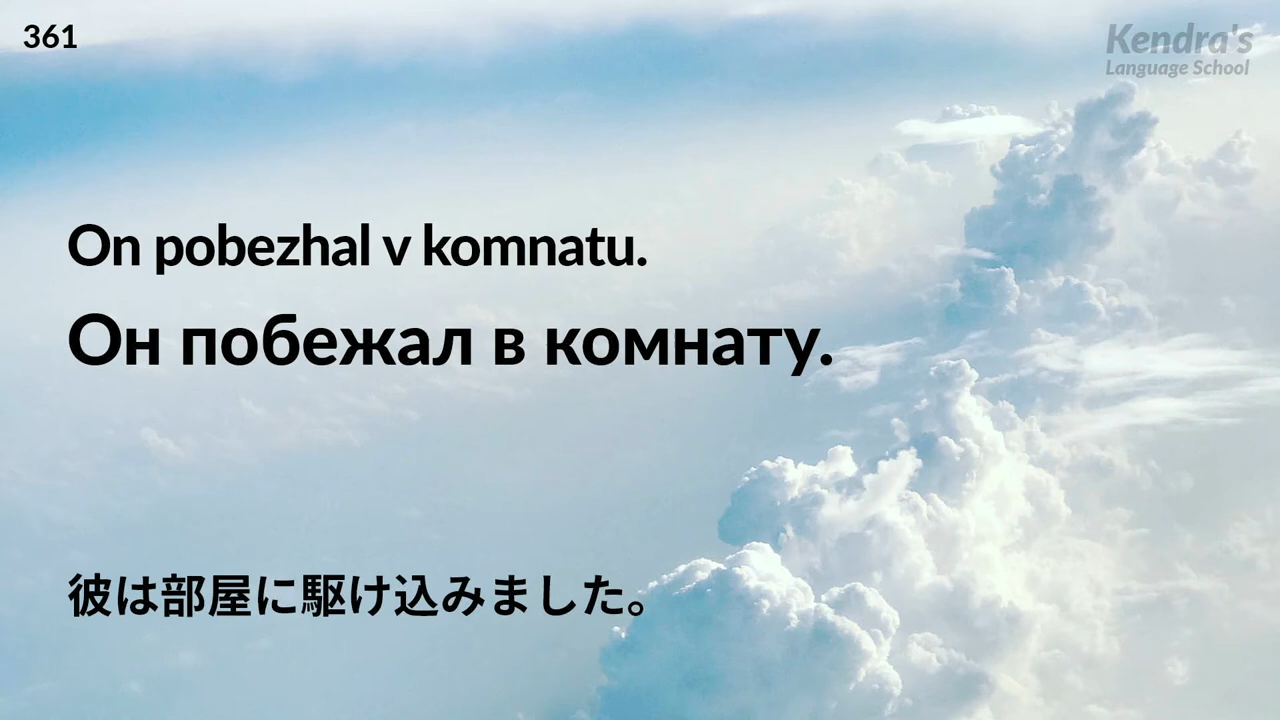 361
Kendra's
Language School
On pobezhal v komnatu.
Он побежал в комнату.
彼は部屋に駆け込みました。